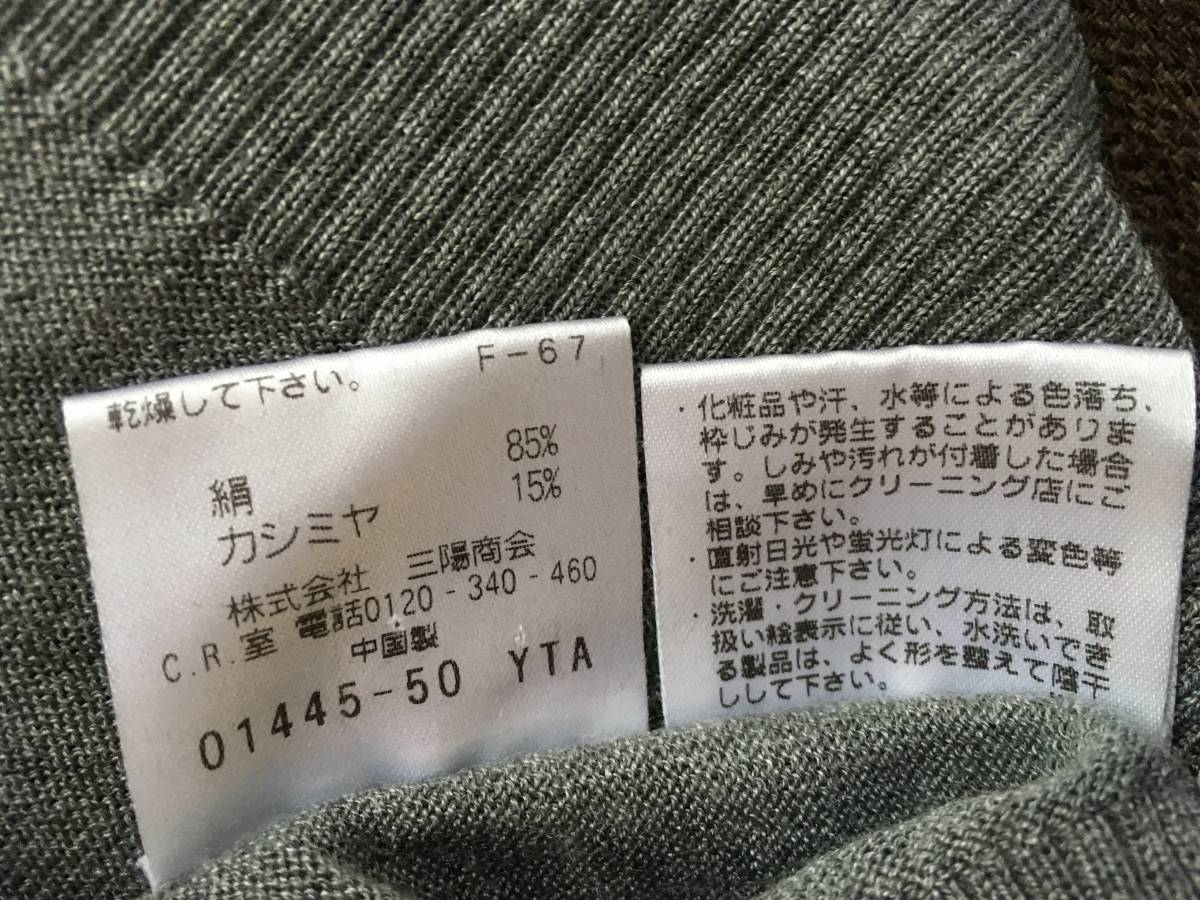 乾燥して下さい。 F-67
絹 85%
カシミヤ 15%
株式会社 三陽商会
C.R.室 電話0120-340-460
中国製
01445-50 YTA
・化粧品や汗、水等による色落ち、
枠じみが発生することがありま
す。しみや汚れが付着した場合
は、早めにクリーニング店にご
相談下さい。
・直射日光や蛍光灯による変色等
にご注意下さい。
・洗濯・クリーニング方法は、取
扱い絵表示に従い、水洗いでき
る製品は、よく形を整えて陰干
しして下さい。